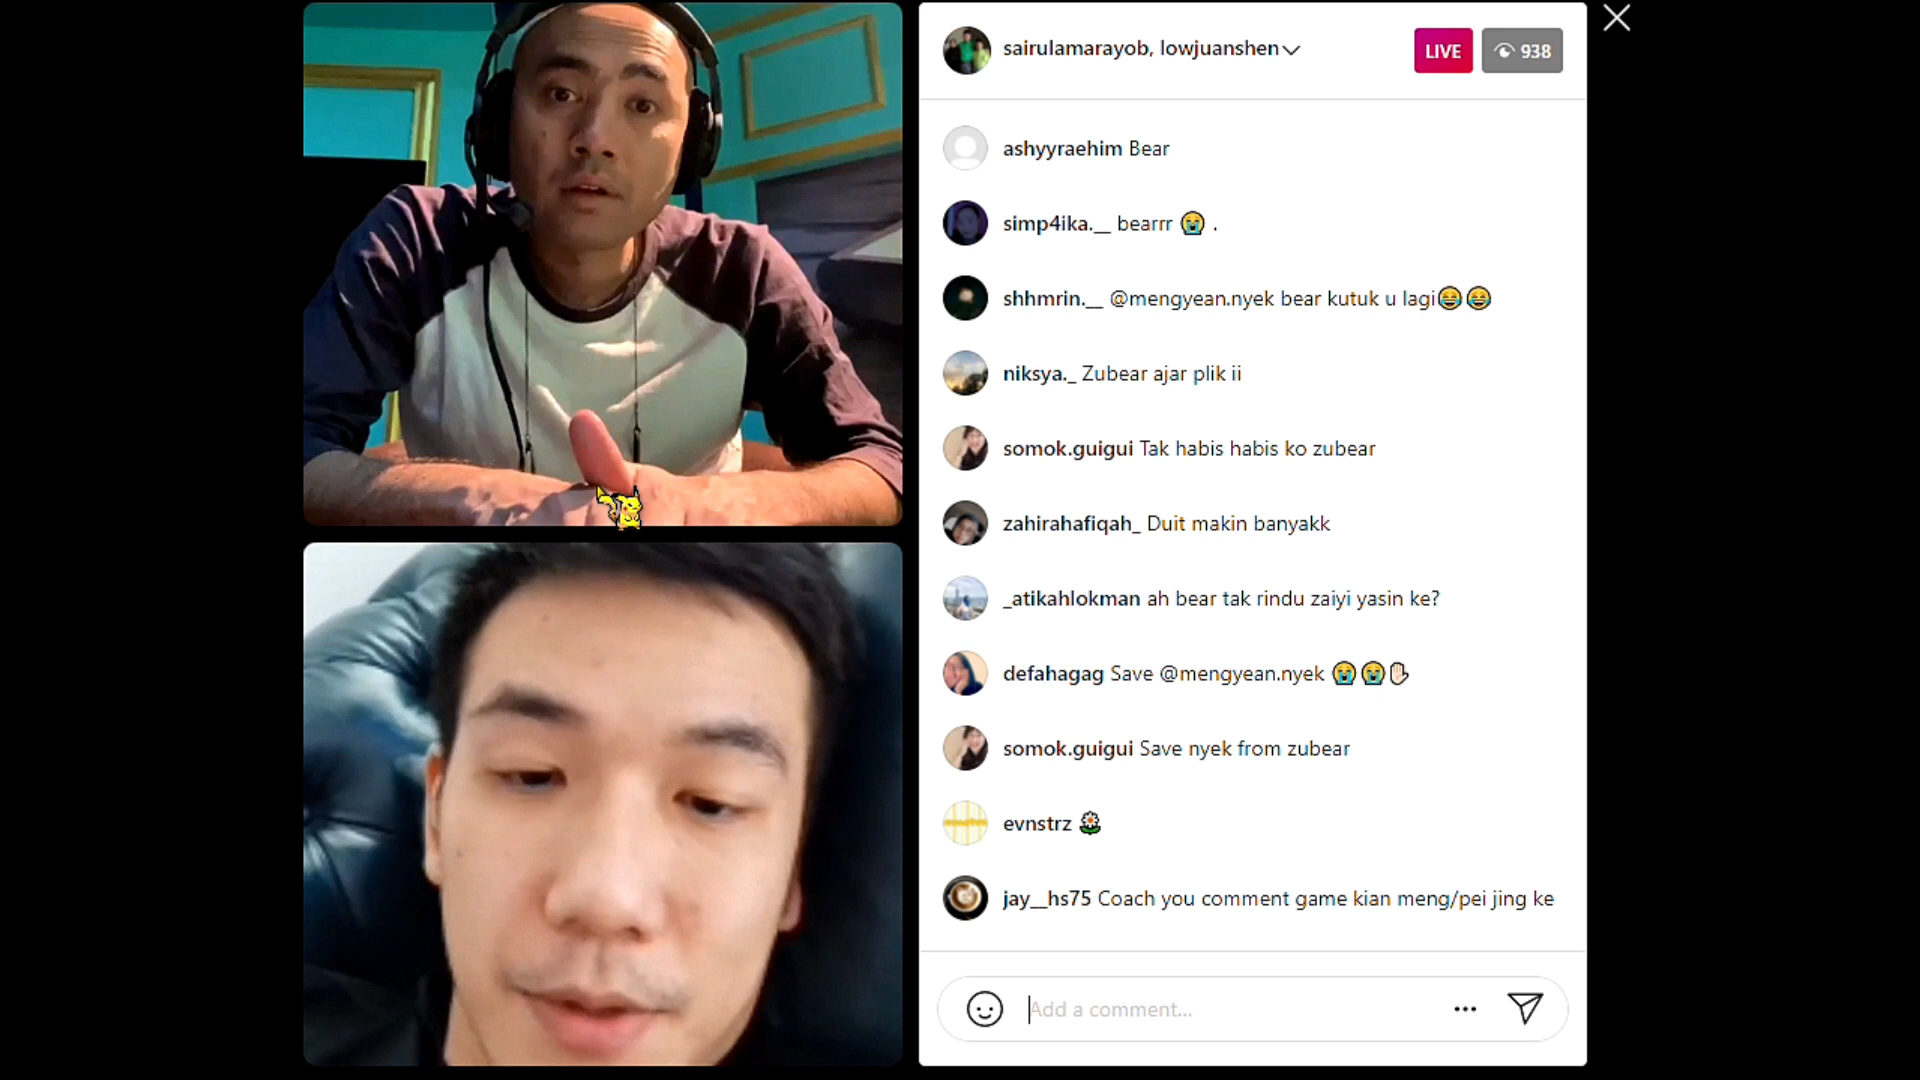 sairulamarayob, lowjuanshen
LIVE
938
ashyyraehim Bear
simp4ika.__ bearrr 😭 .
shhmrin.__ @mengyean.nyek bear kutuk u lagi😂😂
niksya._ Zubear ajar plik ii
somok.guigui Tak habis habis ko zubear
zahirahafiqah_ Duit makin banyakk
_atikahlokman ah bear tak rindu zaiyi yasin ke?
defahagag Save @mengyean.nyek 😭😭✋🏻
somok.guigui Save nyek from zubear
evnstrz 🌼
jay__hs75 Coach you comment game kian meng/pei jing ke
Add a comment...